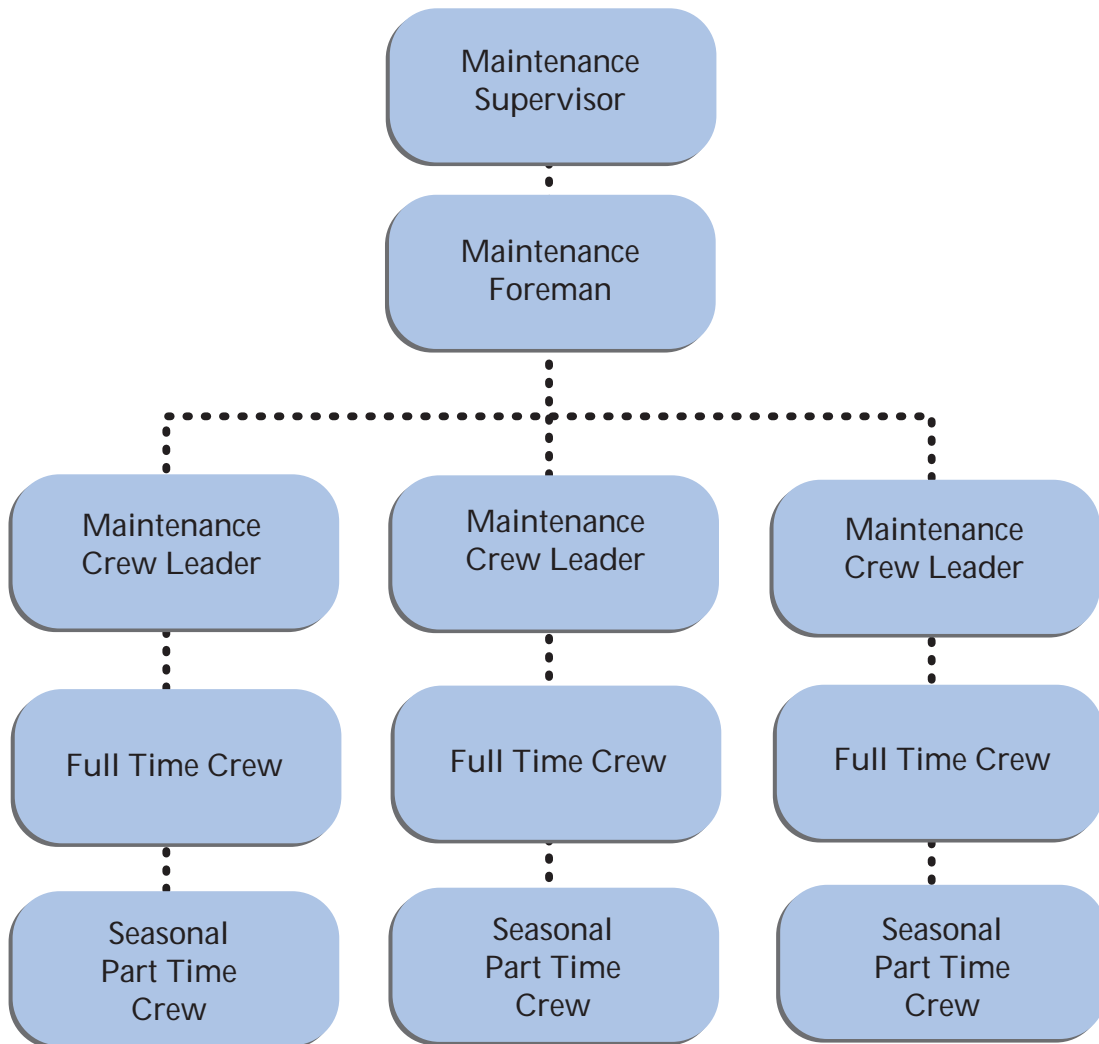 Maintenance
Supervisor
Maintenance
Foreman
Maintenance
Crew Leader
Maintenance
Crew Leader
Maintenance
Crew Leader
Full Time Crew
Full Time Crew
Full Time Crew
Seasonal
Part Time
Crew
Seasonal
Part Time
Crew
Seasonal
Part Time
Crew